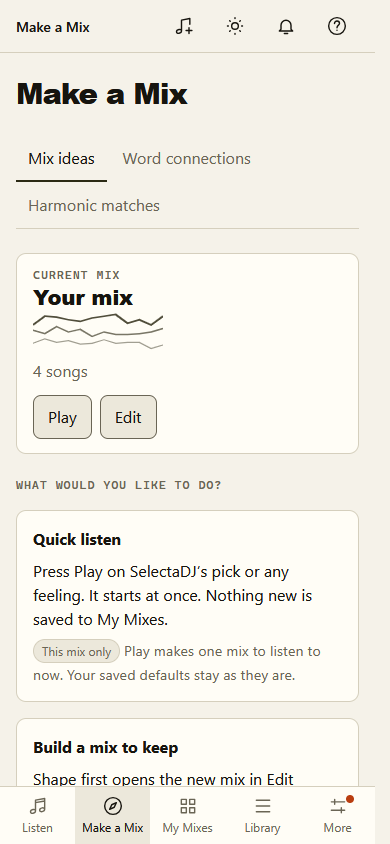 Make a Mix
Make a Mix
Mix ideas
Word connections
Harmonic matches
CURRENT MIX
Your mix
4 songs
Play
Edit
WHAT WOULD YOU LIKE TO DO?
Quick listen
Press Play on SelectaDJ's pick or any
feeling. It starts at once. Nothing new is
saved to My Mixes.
This mix only Play makes one mix to listen to
now. Your saved defaults stay as they are.
Build a mix to keep
Shape first opens the new mix in Edit
Listen
Make a Mix
My Mixes
Library
More